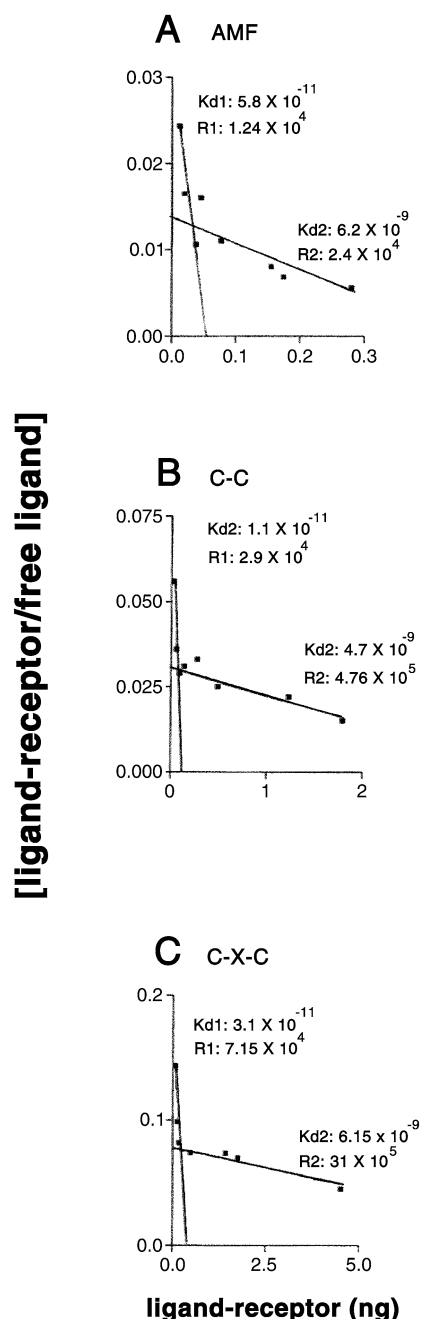 A AMF
0.03
Kd1: 5.8 X 10-11
R1: 1.24 X 104
0.02
Kd2: 6.2 X 10-9
R2: 2.4 X 104
0.01
0.00
0.0 0.1 0.2 0.3
[ligand-receptor/free ligand]
B C-C
0.075
Kd2: 1.1 X 10-11
R1: 2.9 X 104
0.050
Kd2: 4.7 X 10-9
R2: 4.76 X 105
0.025
0.000
0 1 2
C C-X-C
0.2
Kd1: 3.1 X 10-11
R1: 7.15 X 104
0.1
Kd2: 6.15 x 10-9
R2: 31 X 105
0.0
0.0 2.5 5.0
ligand-receptor (ng)